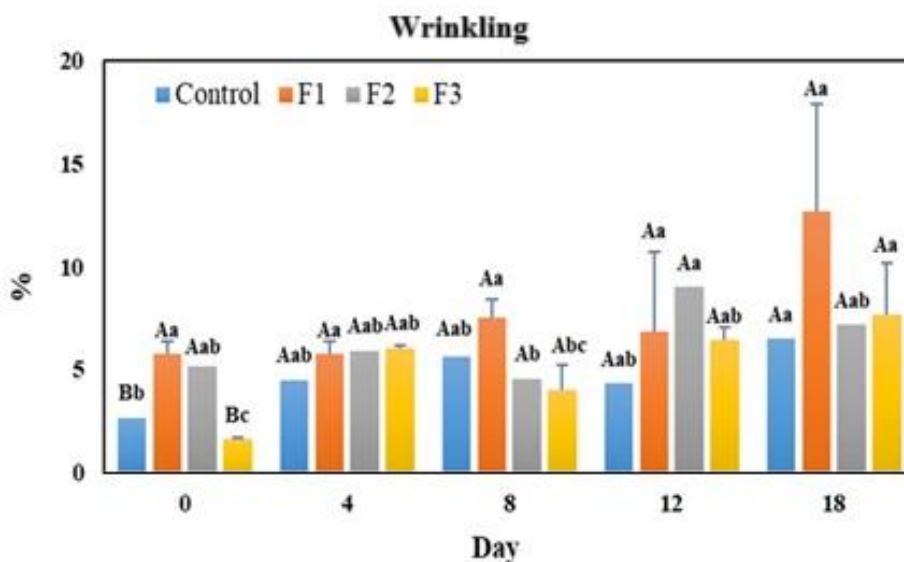 Wrinkling
20
Control F1 F2 F3
Aa
15
Aa Aa Aa
10
Aa Aab Aab Aa
Aa Aab Aab Aab Aab Aab
Aab Ab Abc Aab
5
Bb Bc
0
%
0 4 8 12 18
Day